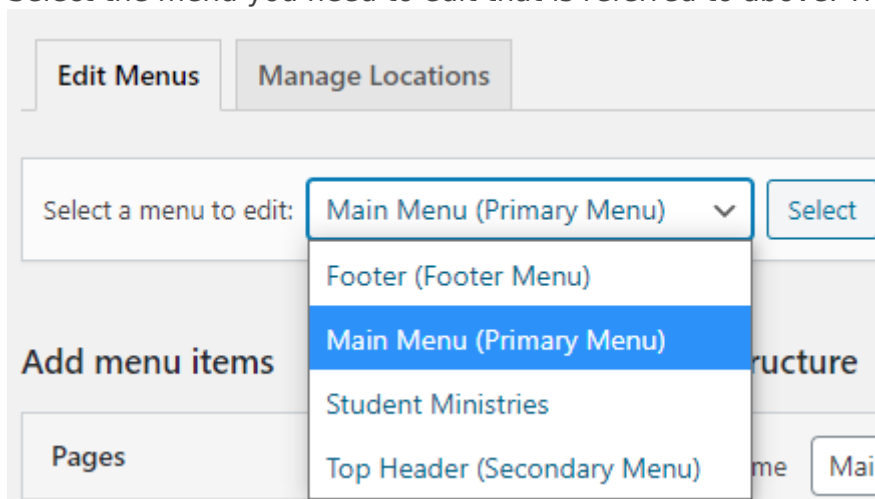 Edit Menus Manage Locations
Select a menu to edit: Main Menu (Primary Menu) Select
Footer (Footer Menu)
Main Menu (Primary Menu)
Add menu items
Student Ministries
Pages
Top Header (Secondary Menu)